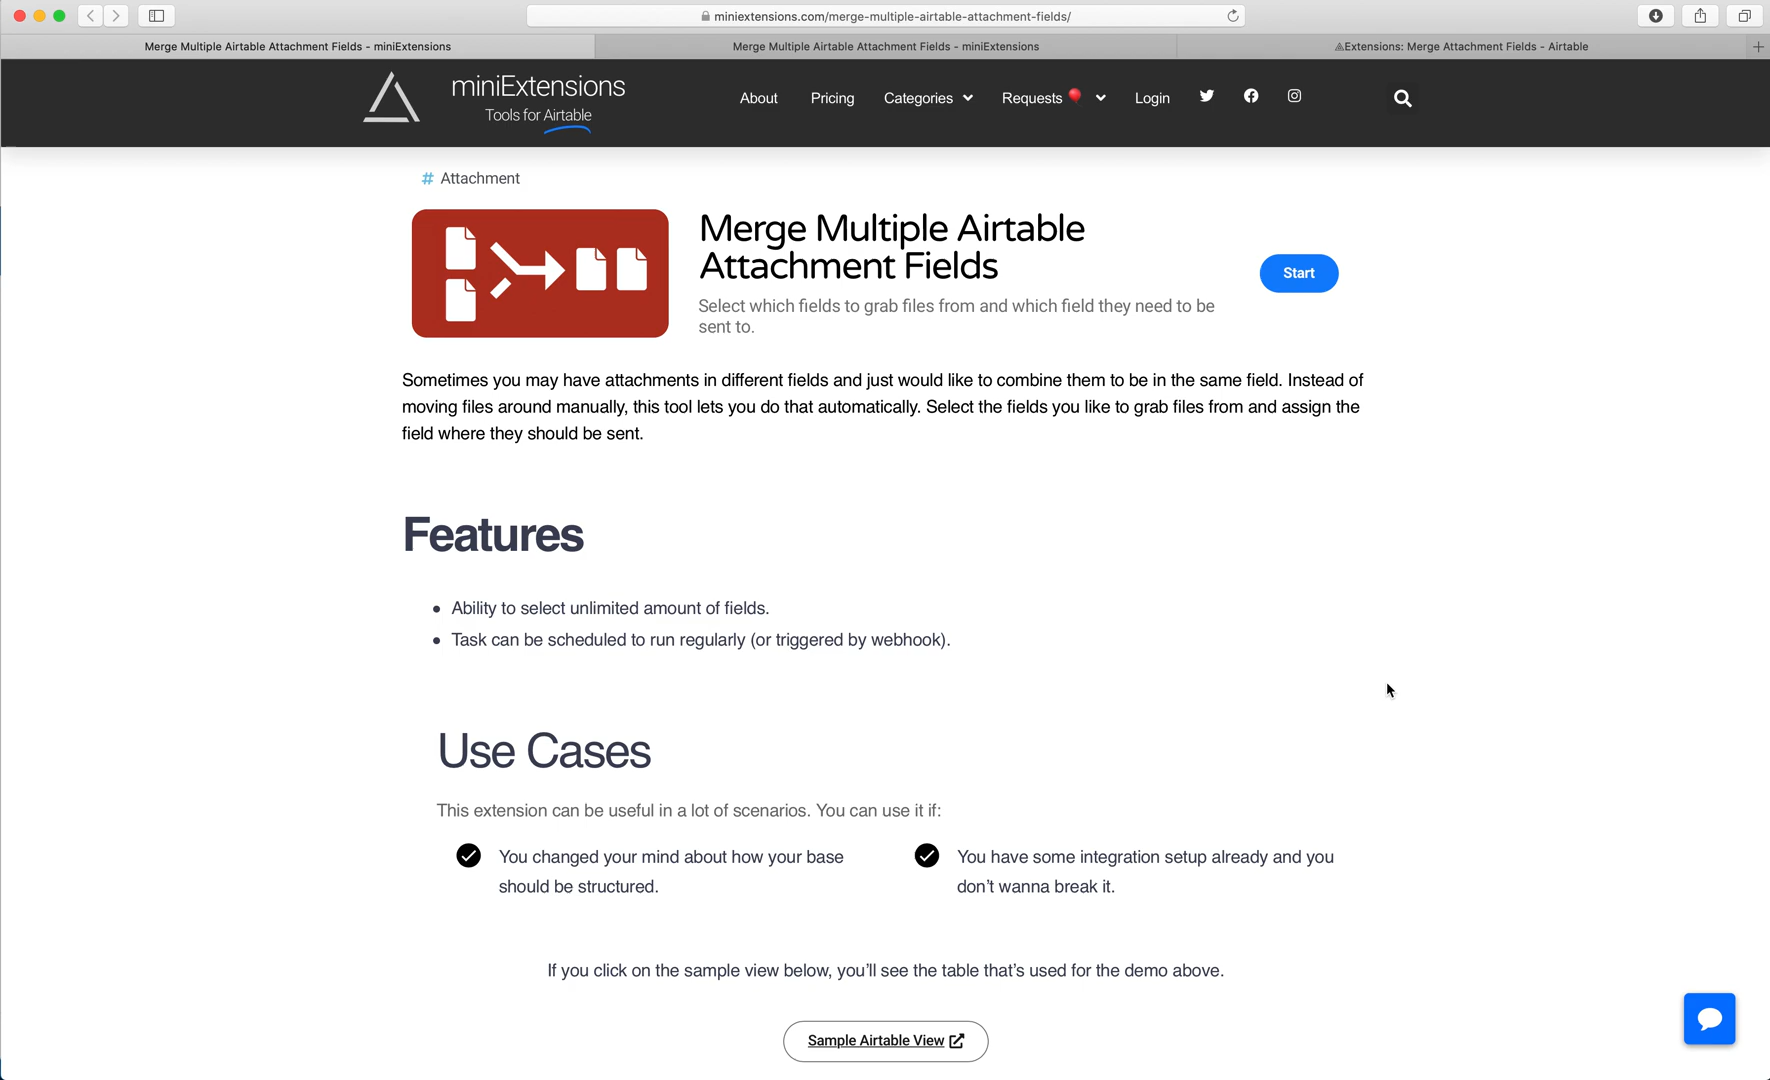 miniextensions.com/merge-multiple-airtable-attachment-fields/
Merge Multiple Airtable Attachment Fields - miniExtensions
Merge Multiple Airtable Attachment Fields - miniExtensions
Extensions: Merge Attachment Fields - Airtable
miniExtensions
Tools for Airtable
About
Pricing
Categories
Requests
Login
# Attachment
Merge Multiple Airtable
Attachment Fields
Select which fields to grab files from and which field they need to be
sent to.
Start
Sometimes you may have attachments in different fields and just would like to combine them to be in the same field. Instead of
moving files around manually, this tool lets you do that automatically. Select the fields you like to grab files from and assign the
field where they should be sent.
Features
• Ability to select unlimited amount of fields.
• Task can be scheduled to run regularly (or triggered by webhook).
Use Cases
This extension can be useful in a lot of scenarios. You can use it if:
You changed your mind about how your base
should be structured.
You have some integration setup already and you
don’t wanna break it.
If you click on the sample view below, you’ll see the table that’s used for the demo above.
Sample Airtable View